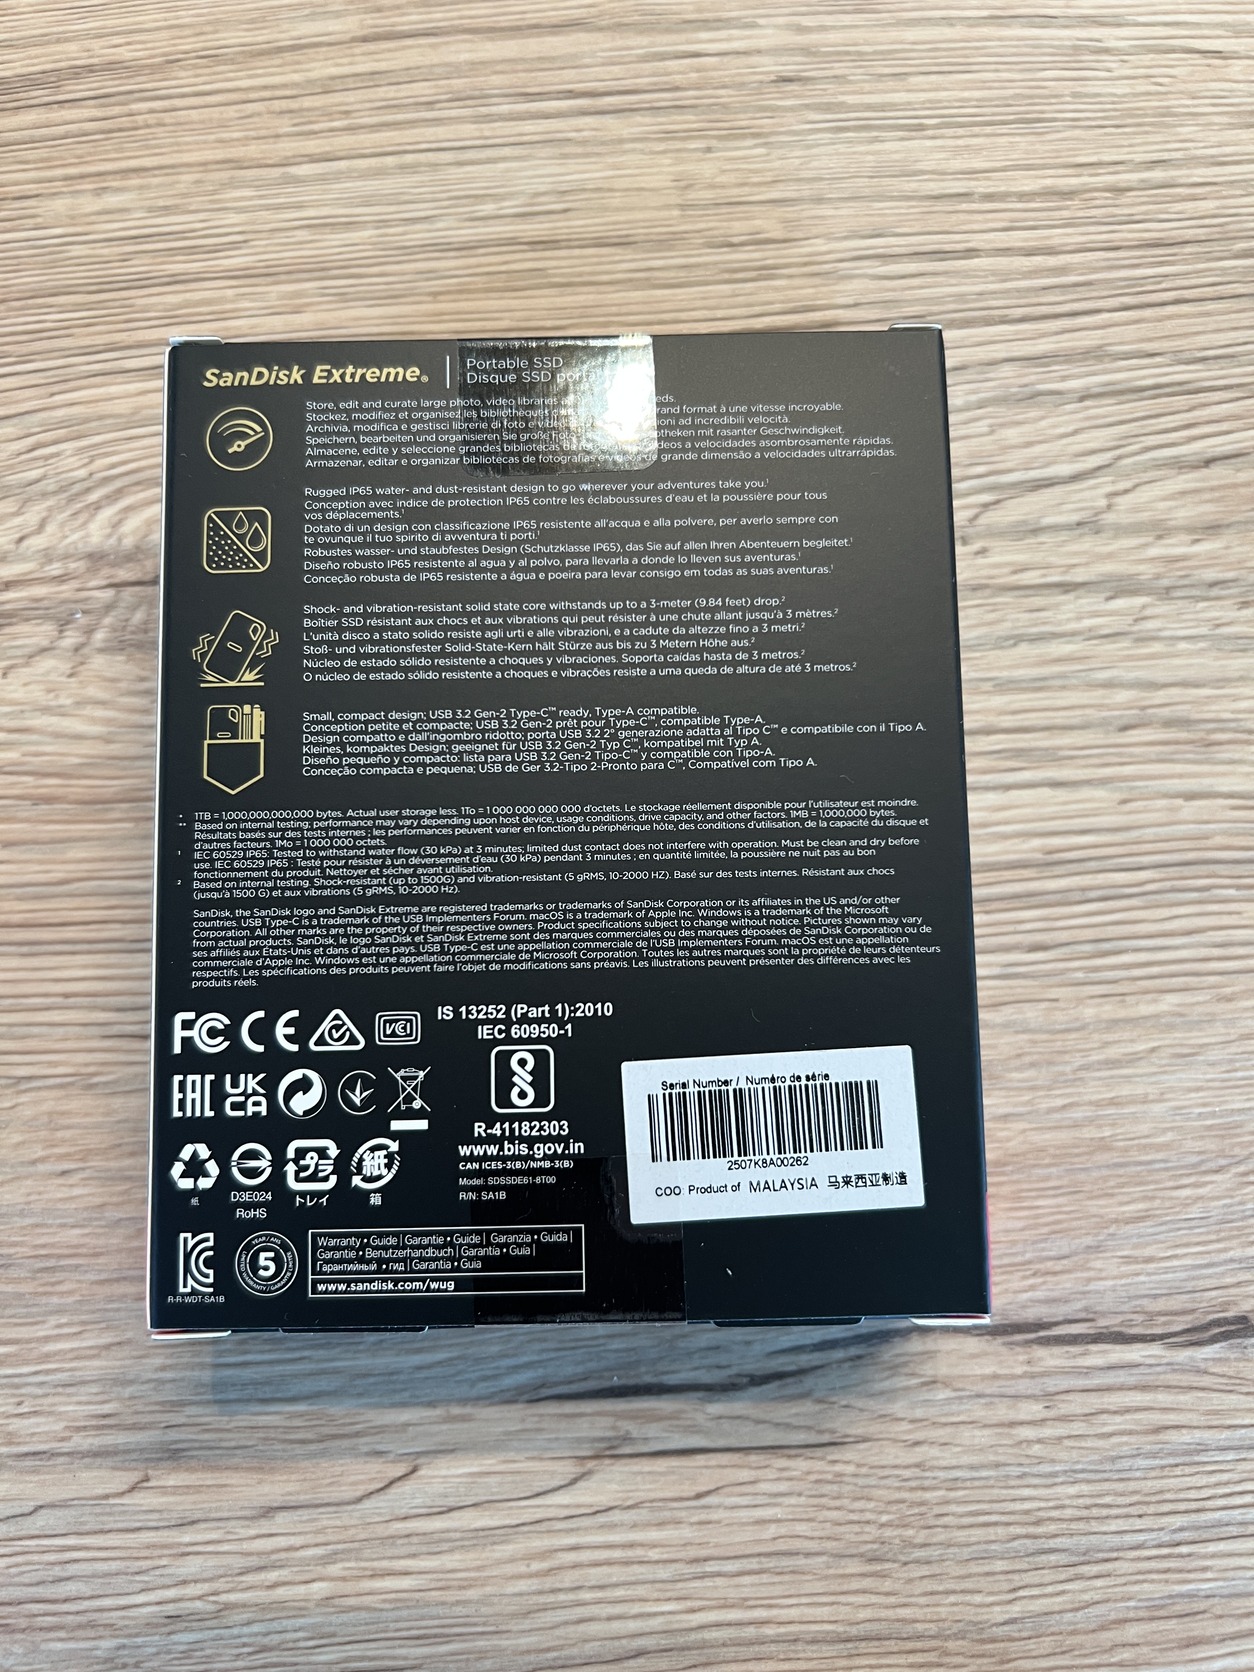 SanDisk Extreme®
Portable SSD
Disque SSD porta
Store, edit and curate large photo, video libraries
Stockez, modifiez et organisez les bibliothèques rand format à une vitesse incroyable.
Archivia, modifica e gestisci librerie di foto e video ad incredibili velocità.
Speichern, bearbeiten und organisieren Sie große Foto otheken mit rasanter Geschwindigkeit.
Almacene, edite y seleccione grandes bibliotecas de videos a velocidades asombrosamente rápidas.
Armazenar, editar e organizar bibliotecas de fotografias e vídeos de grande dimensão a velocidades ultrarrápidas.
Rugged IP65 water- and dust-resistant design to go wherever your adventures take you.¹
Conception avec indice de protection IP65 contre les éclaboussures d'eau et la poussière pour tous
vos déplacements.¹
Dotato di un design con classificazione IP65 resistente all'acqua e alla polvere, per averlo sempre con
te ovunque il tuo spirito di avventura ti porti.¹
Robustes wasser- und staubfestes Design (Schutzklasse IP65), das Sie auf allen Ihren Abenteuern begleitet.¹
Diseño robusto IP65 resistente al agua y al polvo, para llevarla a donde lo lleven sus aventuras.¹
Conceção robusta de IP65 resistente a água e poeira para levar consigo em todas as suas aventuras.¹
Shock- and vibration-resistant solid state core withstands up to a 3-meter (9.84 feet) drop.²
Boîtier SSD résistant aux chocs et aux vibrations qui peut résister à une chute allant jusqu'à 3 mètres.²
L'unità disco a stato solido resiste agli urti e alle vibrazioni, e a cadute da altezze fino a 3 metri.²
Stoß- und vibrationsfester Solid-State-Kern hält Stürze aus bis zu 3 Metern Höhe aus.²
Núcleo de estado sólido resistente a choques y vibraciones. Soporta caídas hasta de 3 metros.²
O núcleo de estado sólido resistente a choques e vibrações resiste a uma queda de altura de até 3 metros.²
Small, compact design; USB 3.2 Gen-2 Type-C™ ready, Type-A compatible.
Conception petite et compacte; USB 3.2 Gen-2 prêt pour Type-C™, compatible Type-A.
Design compatto e dall'ingombro ridotto; porta USB 3.2 2ª generazione adatta al Tipo C™ e compatibile con il Tipo A.
Kleines, kompaktes Design; geeignet für USB 3.2 Gen-2 Typ C™, kompatibel mit Typ A.
Diseño pequeño y compacto: lista para USB 3.2 Gen-2 Tipo-C™ y compatible con Tipo-A.
Conceção compacta e pequena; USB de Ger 3.2-Tipo 2-Pronto para C™, Compatível com Tipo A.
* 1TB = 1,000,000,000,000 bytes. Actual user storage less. 1To = 1 000 000 000 000 d'octets. Le stockage réellement disponible pour l'utilisateur est moindre.
** Based on internal testing; performance may vary depending upon host device, usage conditions, drive capacity, and other factors. 1MB = 1,000,000 bytes.
Résultats basés sur des tests internes ; les performances peuvent varier en fonction du périphérique hôte, des conditions d'utilisation, de la capacité du disque et
d'autres facteurs. 1Mo = 1 000 000 octets.
¹ IEC 60529 IP65: Tested to withstand water flow (30 kPa) at 3 minutes; limited dust contact does not interfere with operation. Must be clean and dry before
use. IEC 60529 IP65 : Testé pour résister à un déversement d'eau (30 kPa) pendant 3 minutes ; en quantité limitée, la poussière ne nuit pas au bon
fonctionnement du produit. Nettoyer et sécher avant utilisation.
² Based on internal testing. Shock-resistant (up to 1500G) and vibration-resistant (5 gRMS, 10-2000 HZ). Basé sur des tests internes. Résistant aux chocs
(jusqu'à 1500 G) et aux vibrations (5 gRMS, 10-2000 Hz).
SanDisk, the SanDisk logo and SanDisk Extreme are registered trademarks or trademarks of SanDisk Corporation or its affiliates in the US and/or other
countries. USB Type-C is a trademark of the USB Implementers Forum. macOS is a trademark of Apple Inc. Windows is a trademark of the Microsoft
Corporation. All other marks are the property of their respective owners. Product specifications subject to change without notice. Pictures shown may vary
from actual products. SanDisk, le logo SanDisk et SanDisk Extreme sont des marques commerciales ou des marques déposées de SanDisk Corporation ou de
ses affiliés aux États-Unis et dans d'autres pays. USB Type-C est une appellation commerciale de l'USB Implementers Forum. macOS est une appellation
commerciale d'Apple Inc. Windows est une appellation commerciale de Microsoft Corporation. Toutes les autres marques sont la propriété de leurs détenteurs
respectifs. Les spécifications des produits peuvent faire l'objet de modifications sans préavis. Les illustrations peuvent présenter des différences avec les
produits réels.
FC CE VCI
IS 13252 (Part 1):2010
IEC 60950-1
EAC UK CA
R-41182303
www.bis.gov.in
CAN ICES-3(B)/NMB-3(B)
Model: SDSSDE61-8T00
R/N: SA1B
Serial Number / Numéro de série
2507K8A00262
COO: Product of MALAYSIA 马来西亚制造
プラ 紙
紙 D3E024 トレイ 箱
RoHS
KC
R-R-WDT-SA1B
5 YEAR / ANS
LIMITED WARRANTY / GARANTIE LIMITÉE
Warranty • Guide | Garantie • Guide | Garanzia • Guida |
Garantie • Benutzerhandbuch | Garantía • Guía |
Гарантийный • гид | Garantia • Guia
www.sandisk.com/wug